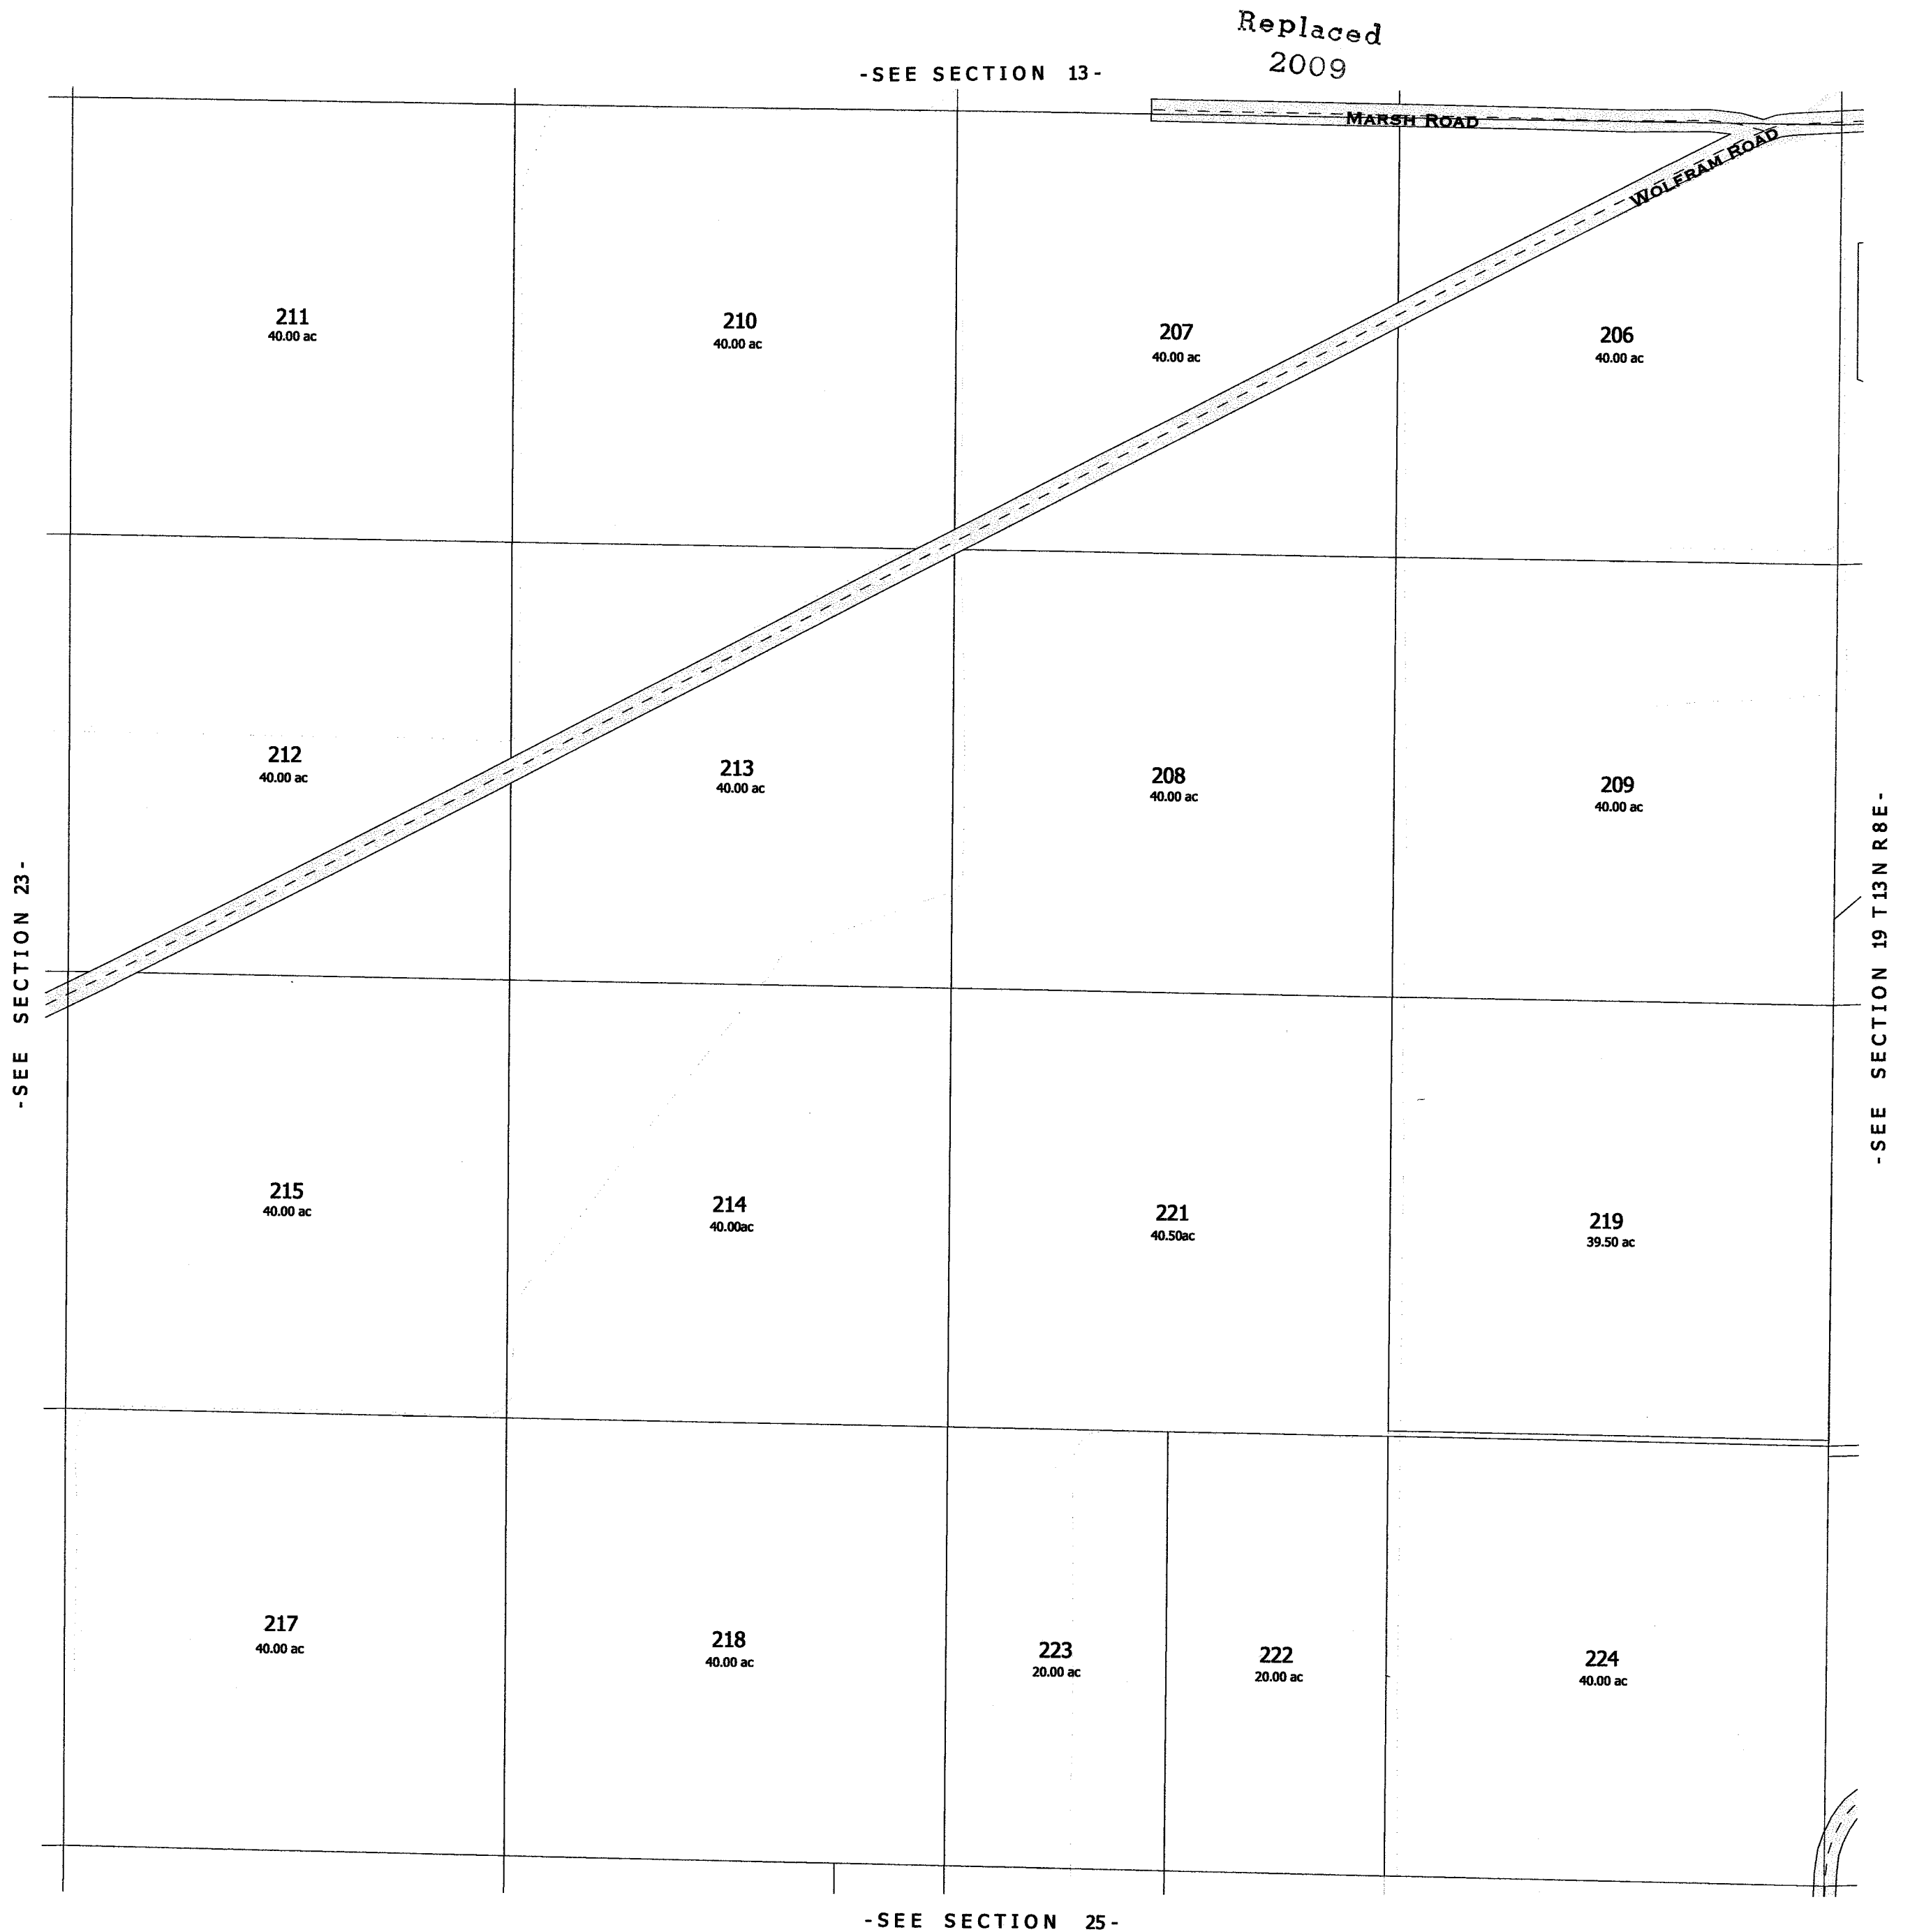 Replaced
2009
-SEE SECTION 13-
MARSH ROAD
WOLFRAM ROAD
211
40.00 ac
210
40.00 ac
207
40.00 ac
206
40.00 ac
212
40.00 ac
213
40.00 ac
208
40.00 ac
209
40.00 ac
-SEE SECTION 23-
-SEE SECTION 19 T13N R8E-
215
40.00 ac
214
40.00ac
221
40.50ac
219
39.50 ac
217
40.00 ac
218
40.00 ac
223
20.00 ac
222
20.00 ac
224
40.00 ac
-SEE SECTION 25-